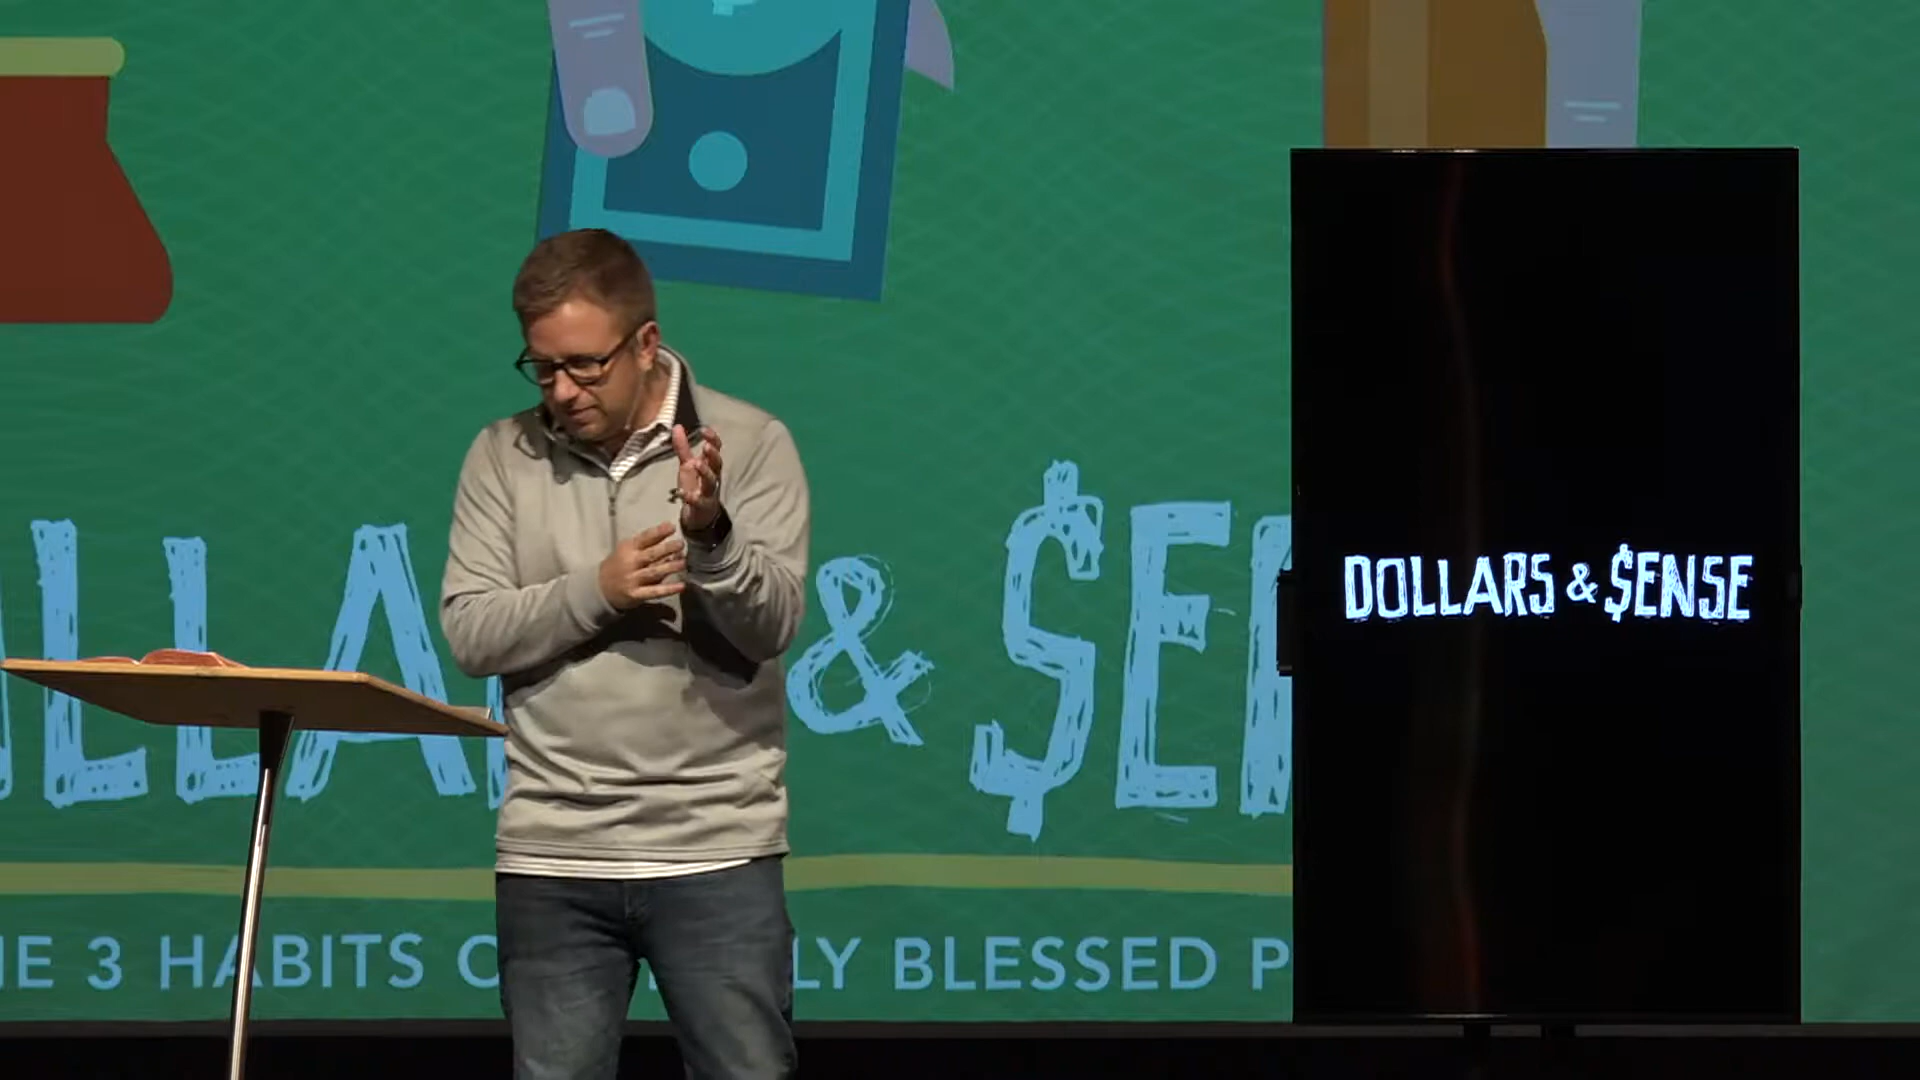 LLA & $E
DOLLARS & $ENSE
3 HABITS LY BLESSED